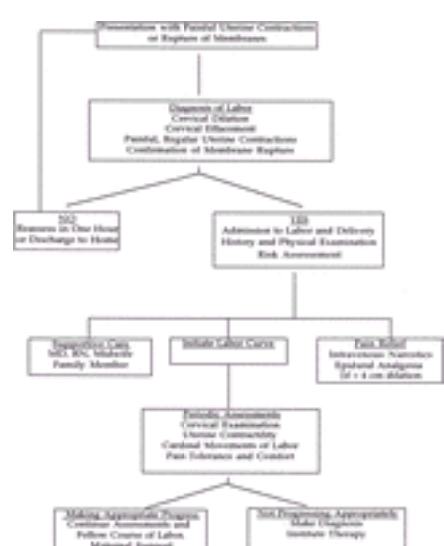 Presentation with Painful Uterine Contractions
or Rupture of Membranes
Diagnosis of Labor
Cervical Dilation
Cervical Effacement
Painful, Regular Uterine Contractions
Confirmation of Membrane Rupture
NO
Reassess in One Hour
or Discharge to Home
YES
Admission to Labor and Delivery
History and Physical Examination
Risk Assessment
Supportive Care
MD, RN, Midwife
Family Member
Initiate Labor Curve
Pain Relief
Intravenous Narcotics
Epidural Analgesia
4 cm dilation
Periodic Assessments
Cervical Examination
Uterine Contractility
Cardinal Movements of Labor
Pain Tolerance and Comfort
Making Appropriate Progress
Continue Assessments and
Follow Course of Labor
Maternal Support
Not Progressing Appropriately
Make Diagnosis
Institute Therapy